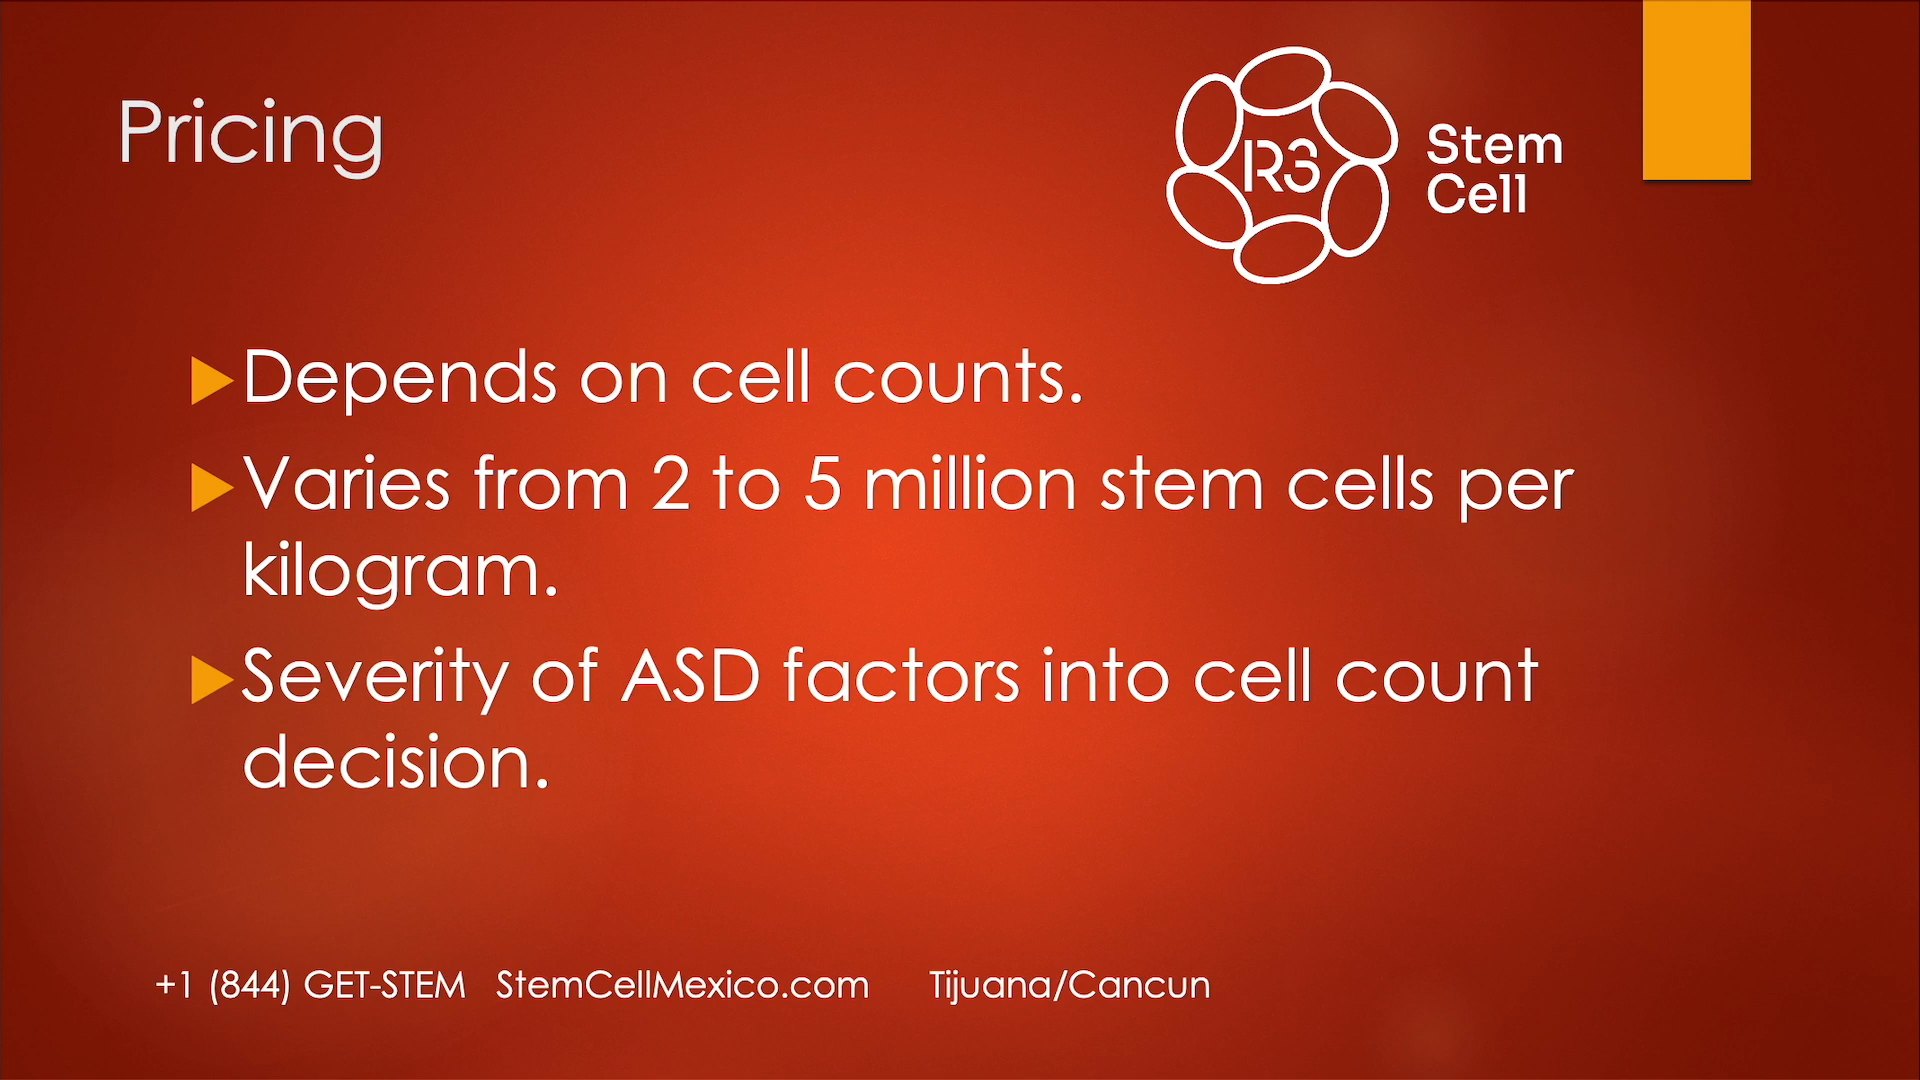 Pricing
R3
Stem
Cell
Depends on cell counts.
Varies from 2 to 5 million stem cells per
kilogram.
Severity of ASD factors into cell count
decision.
+1 (844) GET-STEM StemCellMexico.com Tijuana/Cancun